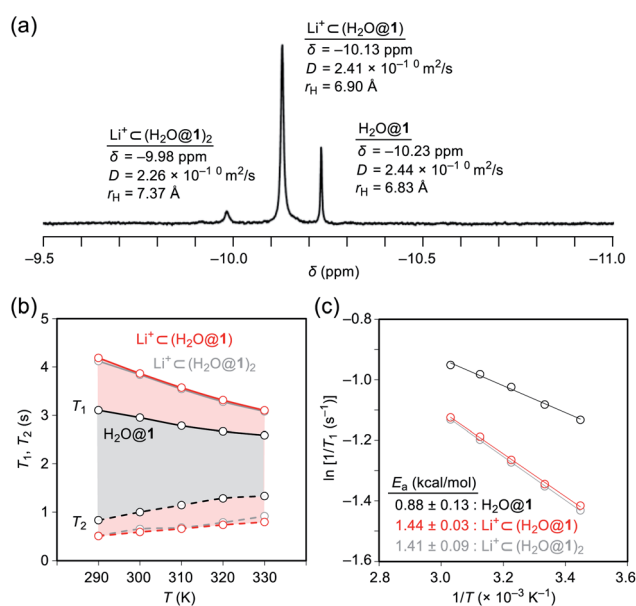 (a)
Li⁺⊂(H₂O@1)
δ = –10.13 ppm
D = 2.41 × 10⁻¹⁰ m²/s
r_H = 6.90 Å
Li⁺⊂(H₂O@1)₂
δ = –9.98 ppm
D = 2.26 × 10⁻¹⁰ m²/s
r_H = 7.37 Å
H₂O@1
δ = –10.23 ppm
D = 2.44 × 10⁻¹⁰ m²/s
r_H = 6.83 Å
–9.5 –10.0 –10.5 –11.0
δ (ppm)
(b)
T₁, T₂ (s)
5
4
3
2
1
0
Li⁺⊂(H₂O@1)
Li⁺⊂(H₂O@1)₂
T₁
H₂O@1
T₂
290 300 310 320 330
T (K)
(c)
ln [1/T₁ (s⁻¹)]
–0.8
–1.0
–1.2
–1.4
–1.6
Eₐ (kcal/mol)
0.88 ± 0.13 : H₂O@1
1.44 ± 0.03 : Li⁺⊂(H₂O@1)
1.41 ± 0.09 : Li⁺⊂(H₂O@1)₂
2.8 3.0 3.2 3.4 3.6
1/T (× 10⁻³ K⁻¹)